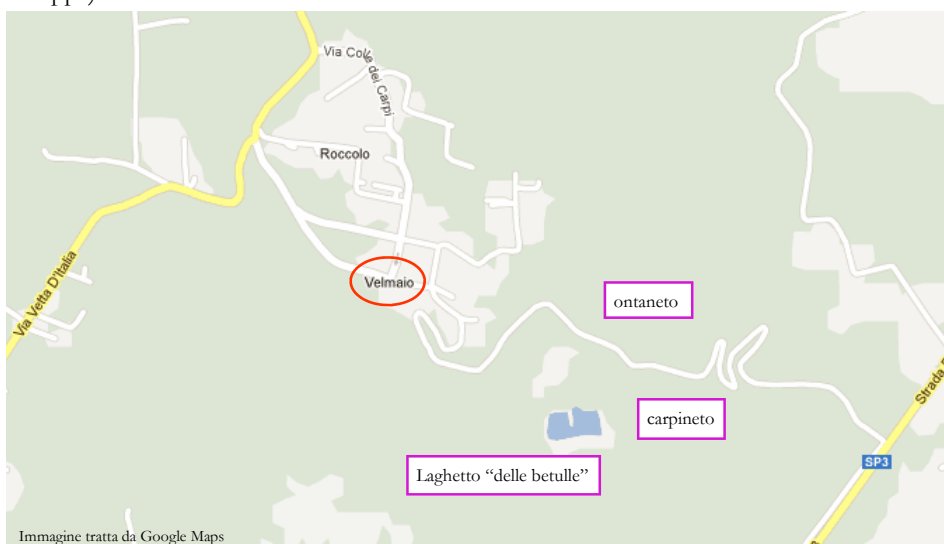 Via Colle dei Carpi
Roccolo
Via Vetta D'Italia
Velmaio
ontaneto
carpineto
Laghetto “delle betulle”
Strada
SP3
Immagine tratta da Google Maps